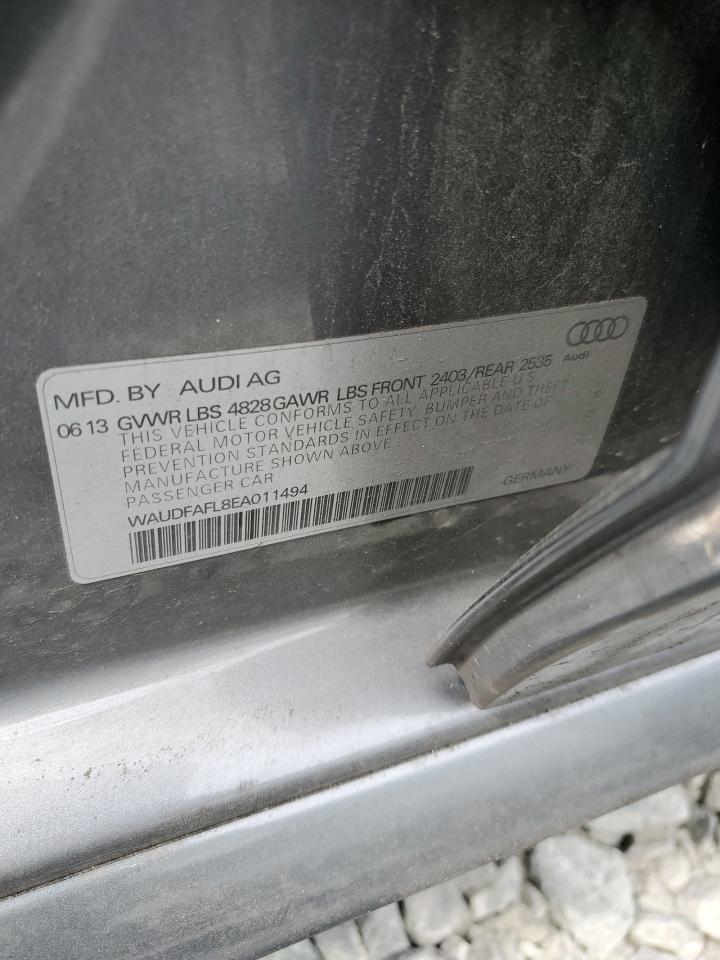 MFD. BY AUDI AG
06 13 GVWR LBS 4828 GAWR LBS FRONT 2403/REAR 2535
THIS VEHICLE CONFORMS TO ALL APPLICABLE U.S.
FEDERAL MOTOR VEHICLE SAFETY, BUMPER AND THEFT
PREVENTION STANDARDS IN EFFECT ON THE DATE OF
MANUFACTURE SHOWN ABOVE.
PASSENGER CAR
WAUDFAFL8EA011494
GERMANY
Audi